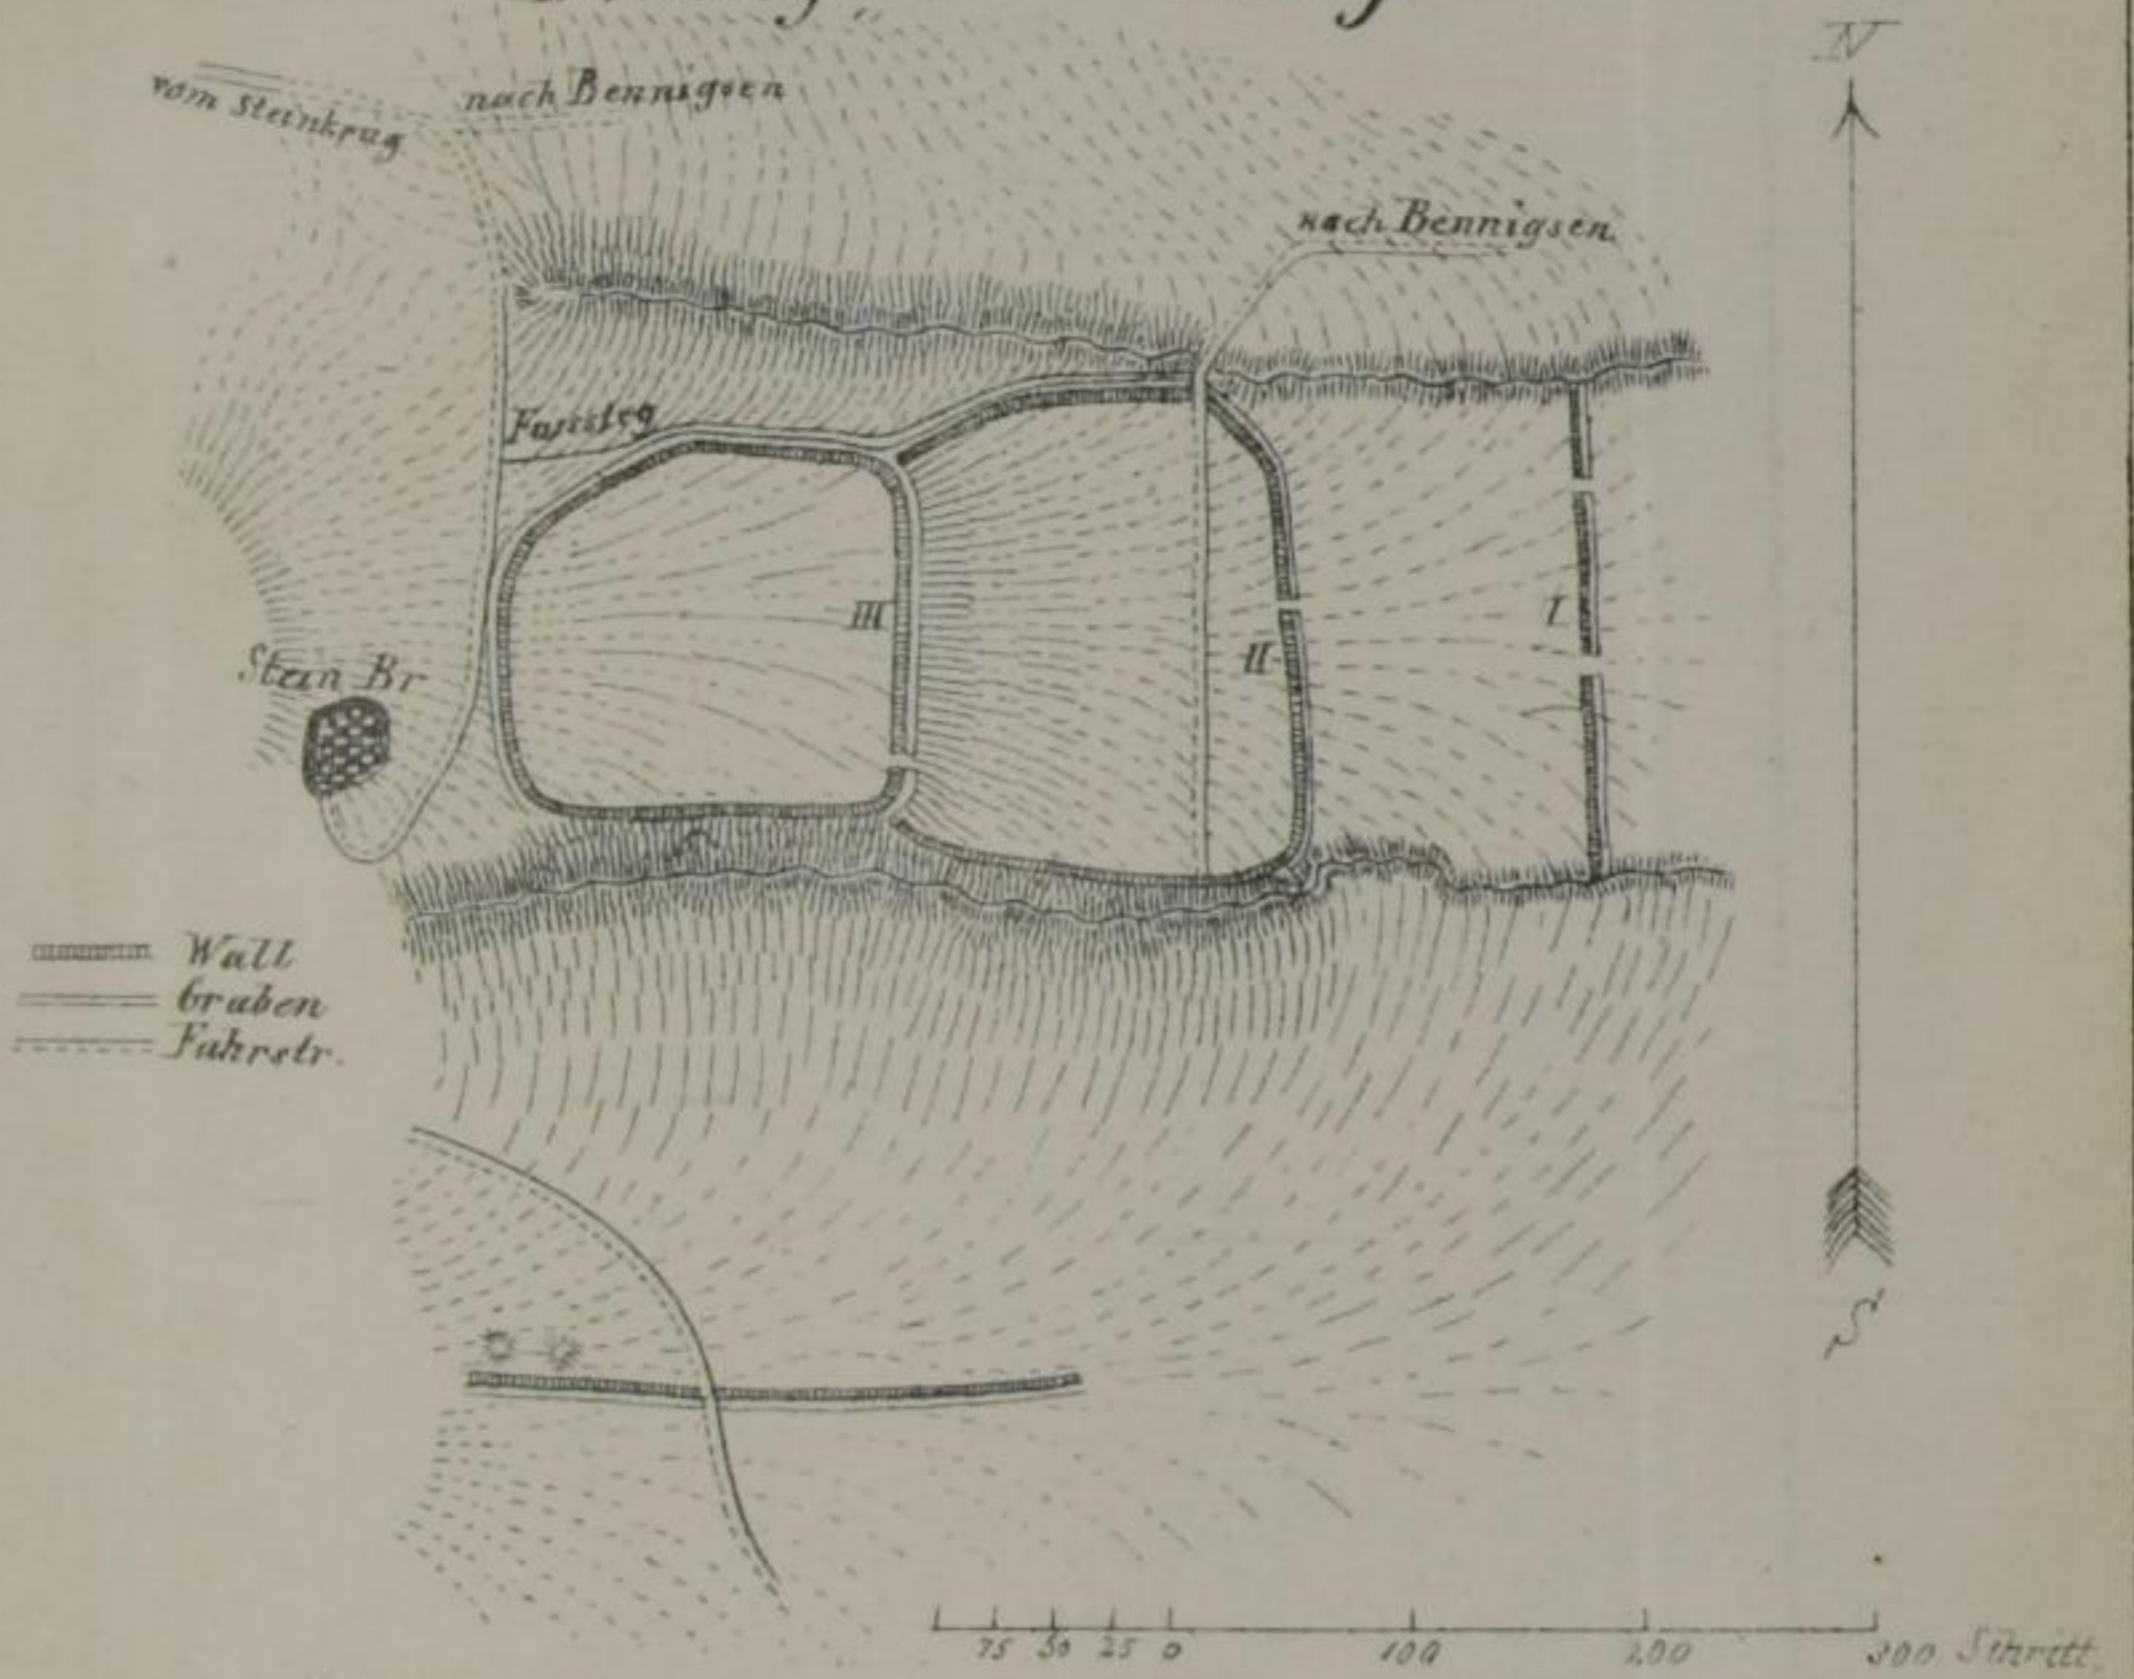 N
vom Steinkrug
nach Bennigsen
nach Bennigsen
Fussteg
III
II
I
Stein Br
Wall
Graben
Fahrstr.
S
75 50 25 0 100 200 300 Schritt.